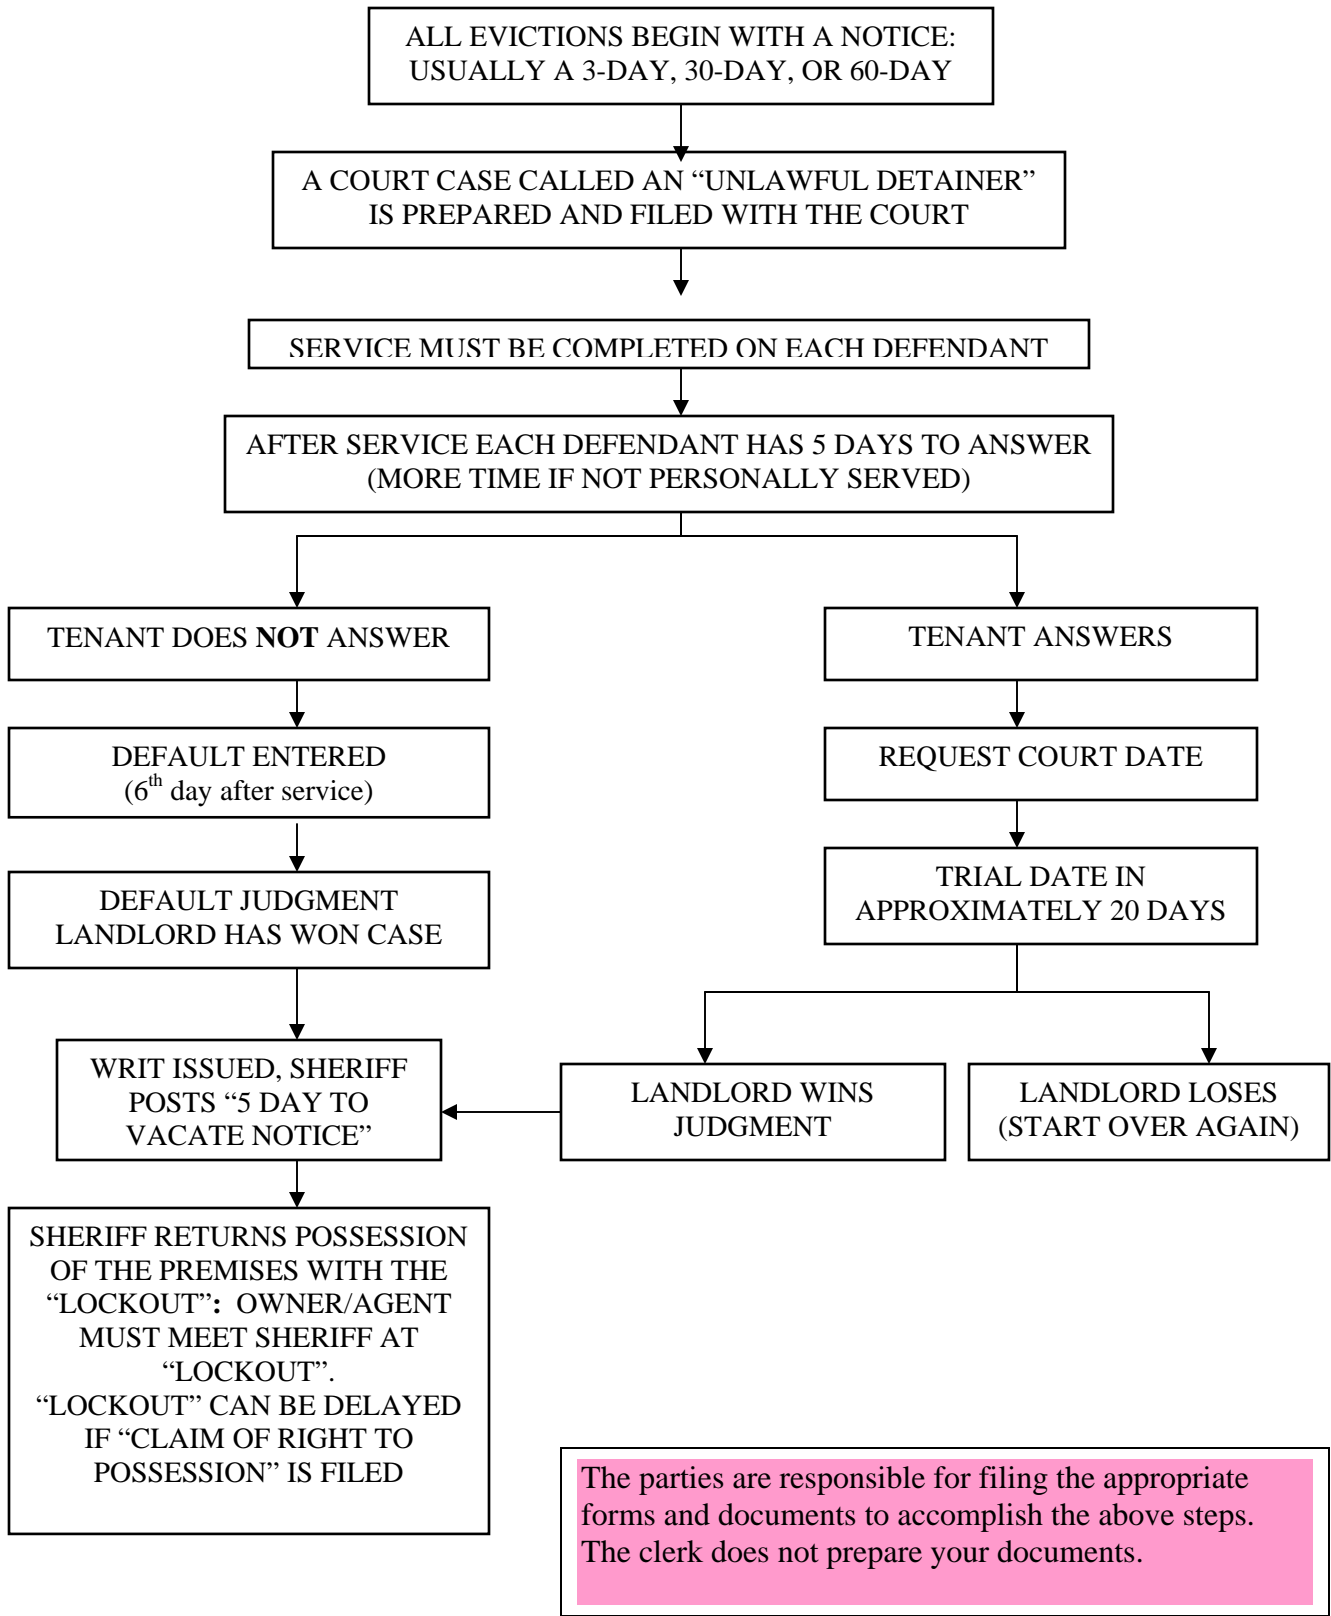 ALL EVICTIONS BEGIN WITH A NOTICE:
USUALLY A 3-DAY, 30-DAY, OR 60-DAY
A COURT CASE CALLED AN “UNLAWFUL DETAINER”
IS PREPARED AND FILED WITH THE COURT
SERVICE MUST BE COMPLETED ON EACH DEFENDANT
AFTER SERVICE EACH DEFENDANT HAS 5 DAYS TO ANSWER
(MORE TIME IF NOT PERSONALLY SERVED)
TENANT DOES NOT ANSWER
DEFAULT ENTERED
(6th day after service)
DEFAULT JUDGMENT
LANDLORD HAS WON CASE
TENANT ANSWERS
REQUEST COURT DATE
TRIAL DATE IN
APPROXIMATELY 20 DAYS
LANDLORD WINS
JUDGMENT
LANDLORD LOSES
(START OVER AGAIN)
WRIT ISSUED, SHERIFF
POSTS “5 DAY TO
VACATE NOTICE”
SHERIFF RETURNS POSSESSION
OF THE PREMISES WITH THE
“LOCKOUT”: OWNER/AGENT
MUST MEET SHERIFF AT
“LOCKOUT”.
“LOCKOUT” CAN BE DELAYED
IF “CLAIM OF RIGHT TO
POSSESSION” IS FILED
The parties are responsible for filing the appropriate
forms and documents to accomplish the above steps.
The clerk does not prepare your documents.